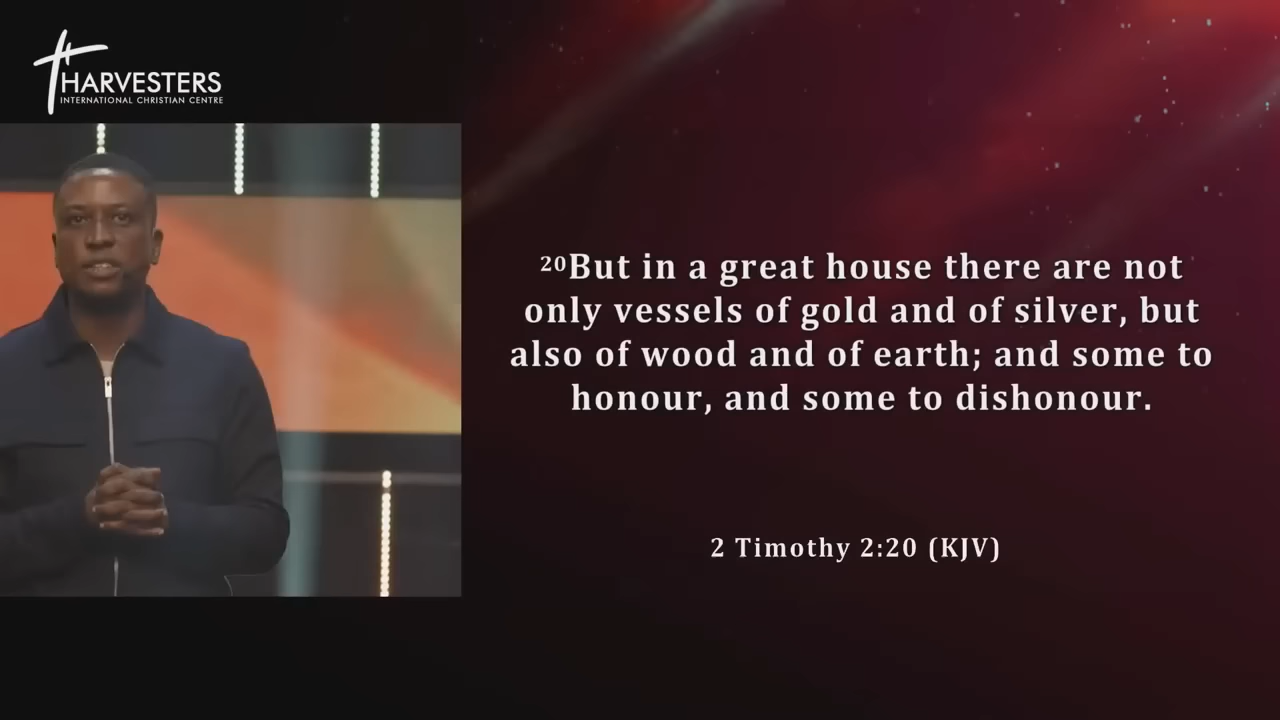 HARVESTERS
INTERNATIONAL CHRISTIAN CENTRE
20But in a great house there are not
only vessels of gold and of silver, but
also of wood and of earth; and some to
honour, and some to dishonour.
2 Timothy 2:20 (KJV)